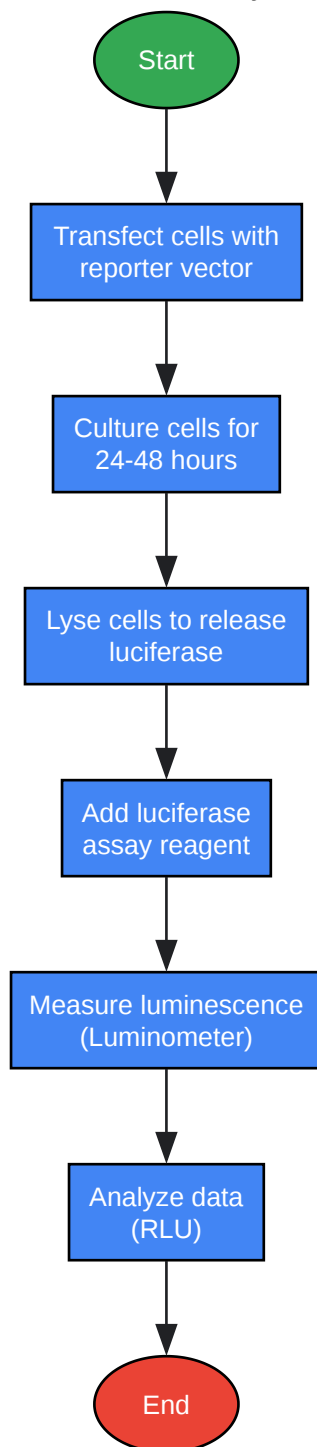 Start
Transfect cells with
reporter vector
Culture cells for
24-48 hours
Lyse cells to release
luciferase
Add luciferase
assay reagent
Measure luminescence
(Luminometer)
Analyze data
(RLU)
End